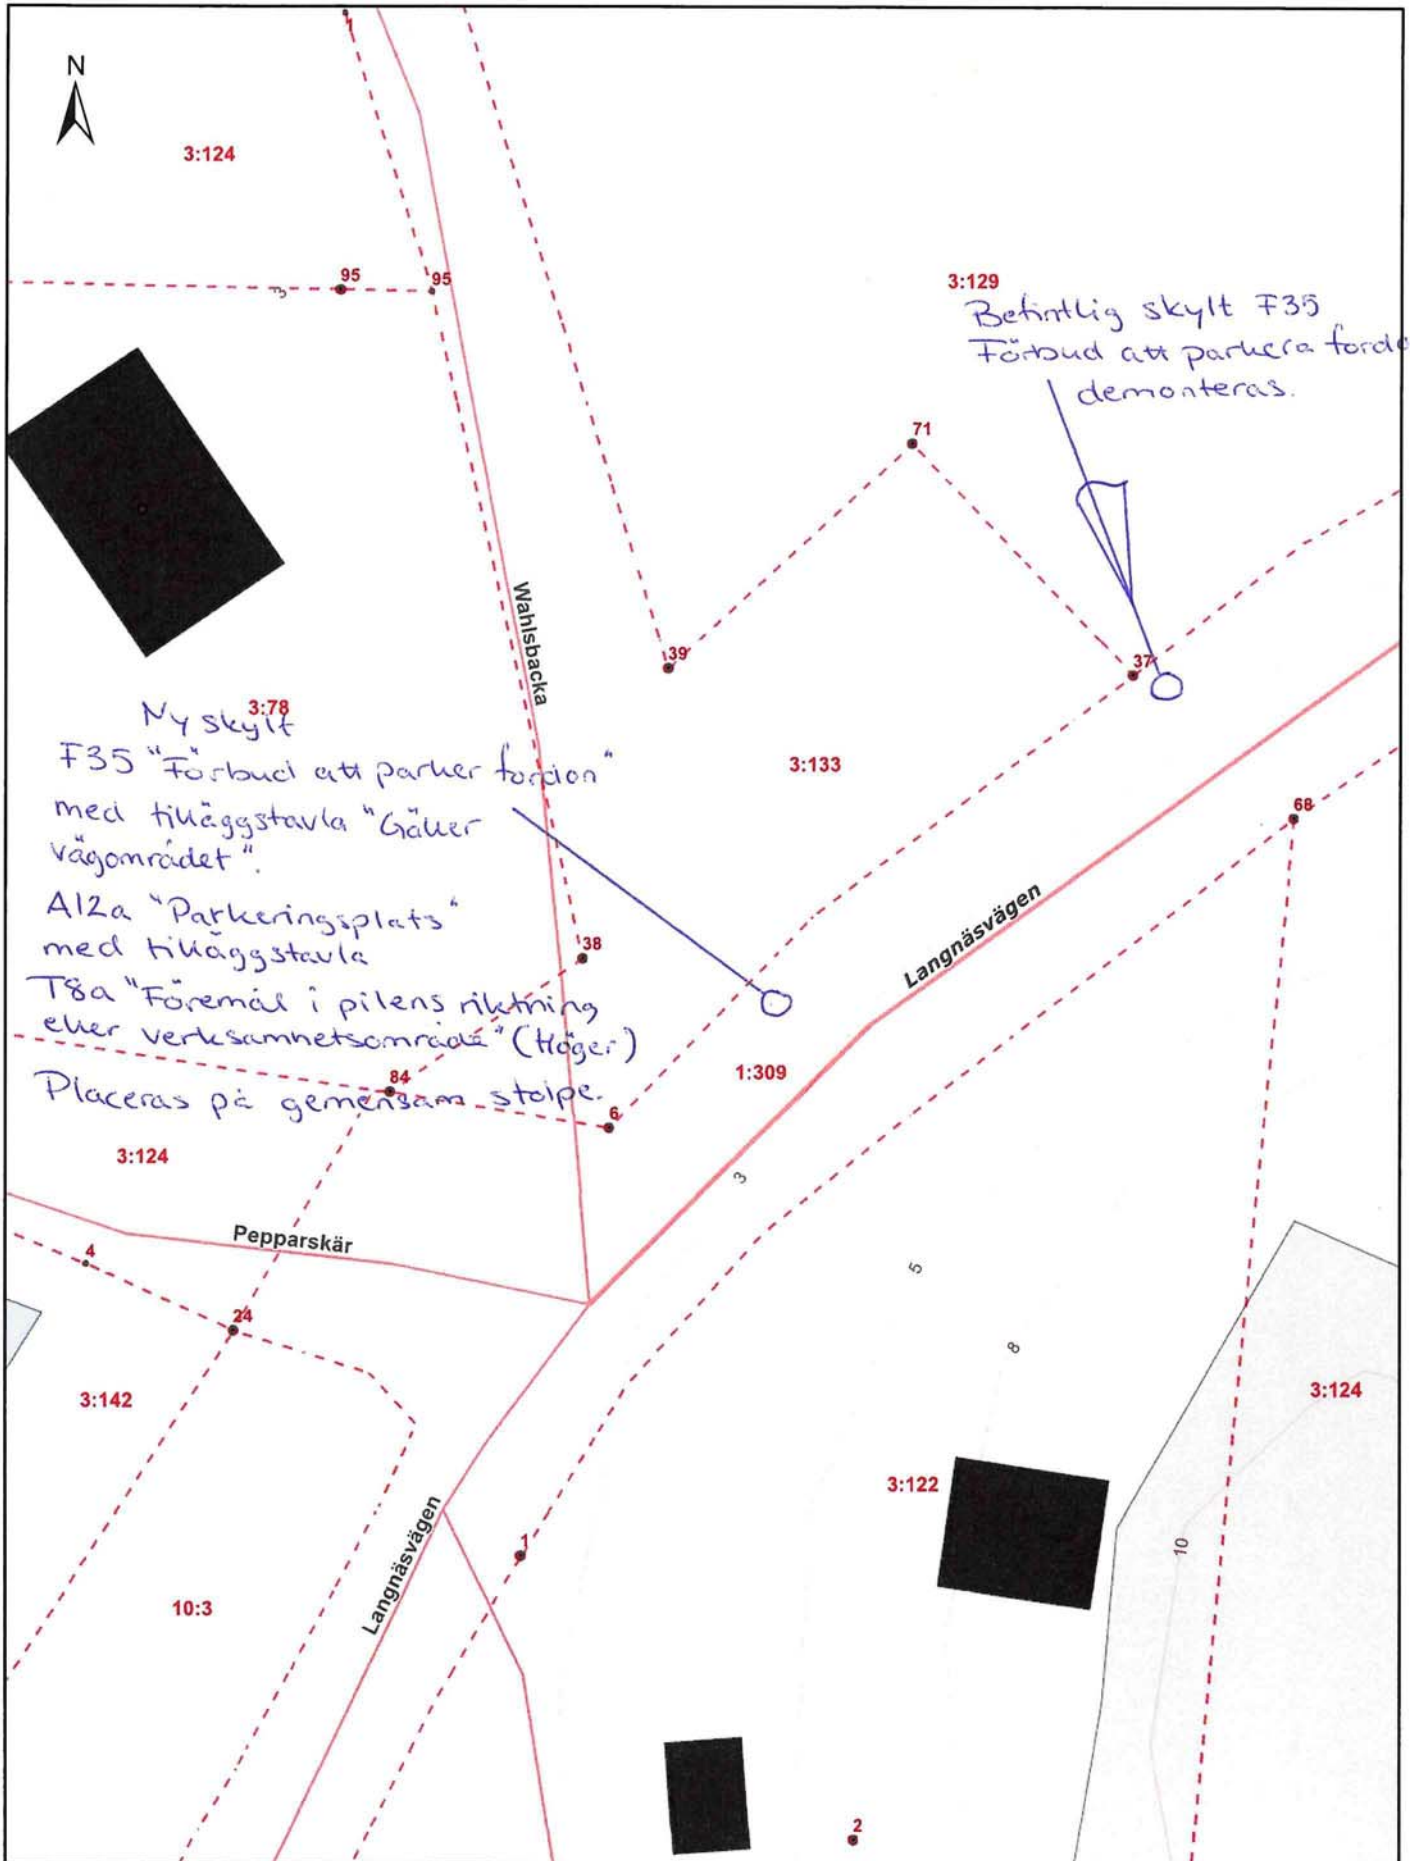 1
N
3:124
95
95
3
3:129
Befintlig skylt F35
Förbud att parkera fordo
demonteras.
71
Wahlsbacka
39
37
3:78
Ny skylt
F35 "Förbud att parker fordon"
med tilläggstavla "Gäller
vägområdet".
A12a "Parkeringsplats"
med tilläggstavla
T8a "Föremål i pilens riktning
eller verksamhetsområde" (Höger)
Placeras på gemensam stolpe.
3:133
68
Langnäsvägen
38
1:309
84
6
3:124
3
Pepparskär
4
5
24
8
3:142
3:124
3:122
Langnäsvägen
1
10
10:3
2